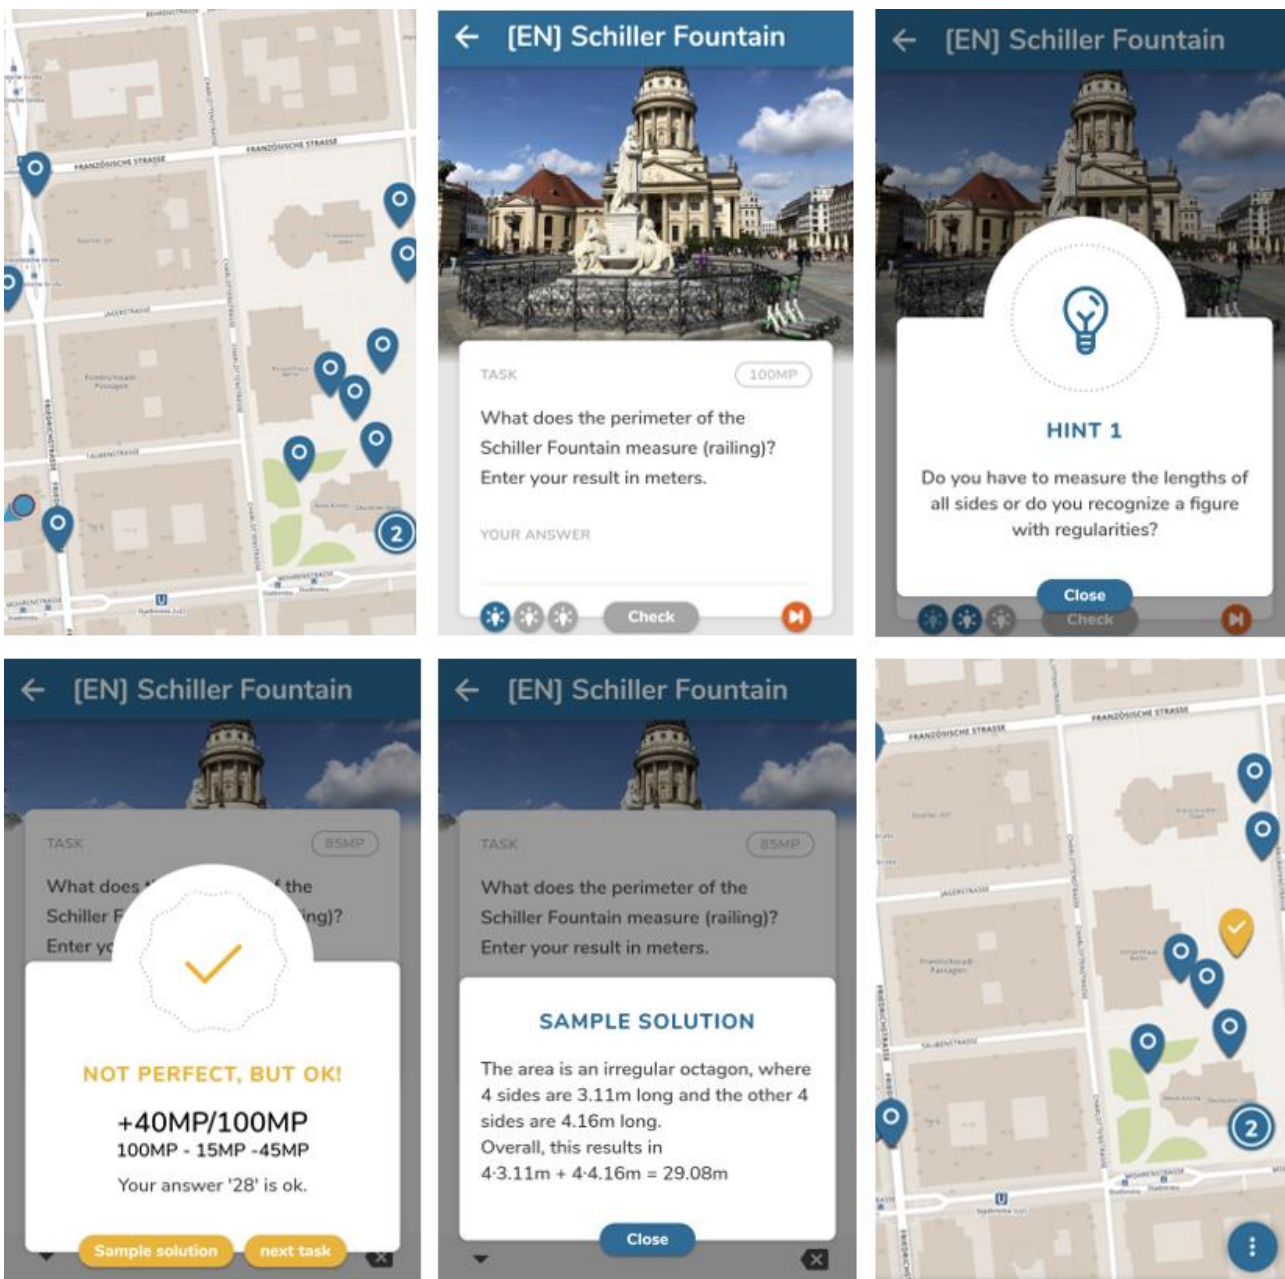 FRANZÖSISCHE STRASSE
FRANZÖSISCHE STRASSE
JÄGERSTRASSE
TAUBENSTRASSE
MOHRENSTRASSE
2
[EN] Schiller Fountain
TASK
100MP
What does the perimeter of the
Schiller Fountain measure (railing)?
Enter your result in meters.
YOUR ANSWER
Check
[EN] Schiller Fountain
HINT 1
Do you have to measure the lengths of
all sides or do you recognize a figure
with regularities?
Close
Check
[EN] Schiller Fountain
TASK
85MP
What does
the
Schiller F
ing)?
Enter yo
NOT PERFECT, BUT OK!
+40MP/100MP
100MP - 15MP -45MP
Your answer '28' is ok.
Sample solution
next task
[EN] Schiller Fountain
TASK
85MP
What does the perimeter of the
Schiller Fountain measure (railing)?
Enter your result in meters.
SAMPLE SOLUTION
The area is an irregular octagon, where
4 sides are 3.11m long and the other 4
sides are 4.16m long.
Overall, this results in
4·3.11m + 4·4.16m = 29.08m
Close
FRANZÖSISCHE STRASSE
FRANZÖSISCHE STRASSE
JÄGERSTRASSE
TAUBENSTRASSE
MOHRENSTRASSE
2